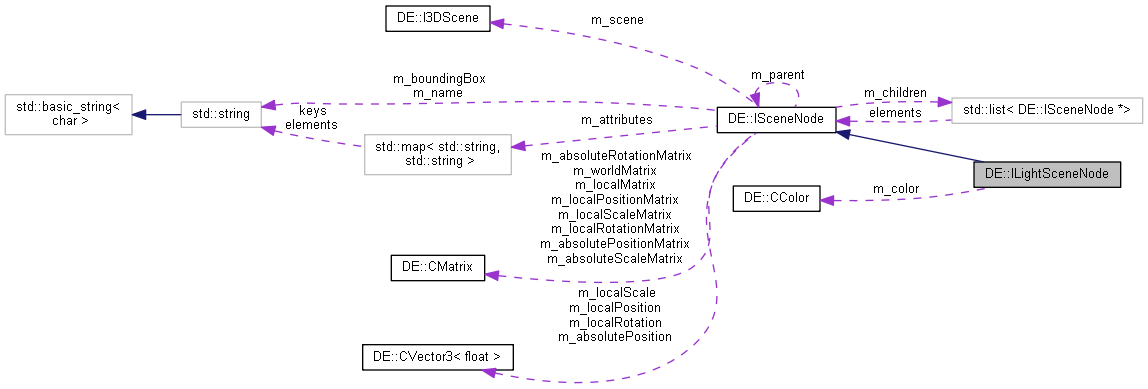 DE::I3DScene
m_scene
m_parent
m_boundingBox
m_name
m_children
std::basic_string<
char >
std::string
keys
elements
DE::ISceneNode
elements
std::list< DE::ISceneNode *>
m_attributes
std::map< std::string,
std::string >
m_absoluteRotationMatrix
m_worldMatrix
m_localMatrix
m_localPositionMatrix
m_localScaleMatrix
m_localRotationMatrix
m_absolutePositionMatrix
m_absoluteScaleMatrix
DE::ILightSceneNode
m_color
DE::CColor
DE::CMatrix
m_localScale
m_localPosition
m_localRotation
m_absolutePosition
DE::CVector3< float >